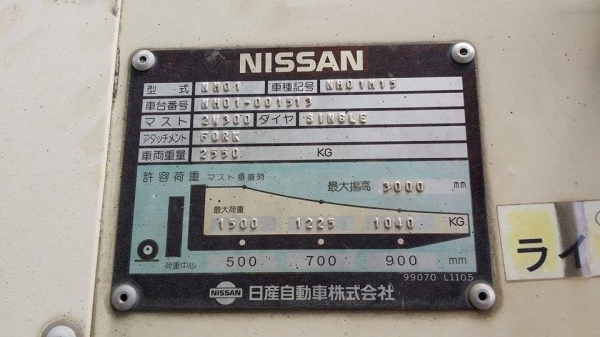 NISSAN
型式 NH01 車種記号 NH01M15
車台番号 NH01-001513
マスト 2W300 タイヤ SINGLE
アタッチメント FORK
車両重量 2550 KG
許容荷重 マスト垂直時 最大揚高 3000 mm
最大荷重
1500 1225 1040 KG
荷重中心 500 700 900 mm
99070 L1105
NISSAN 日産自動車株式会社
ライ